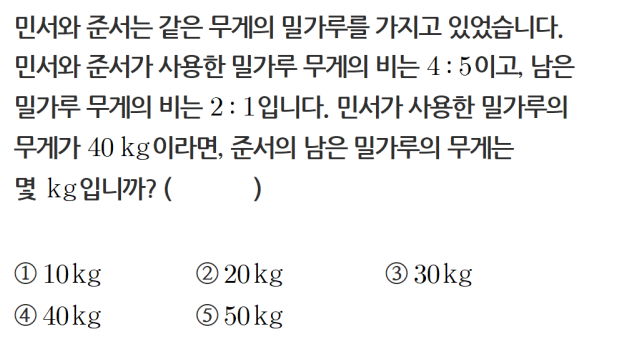 민서와 준서는 같은 무게의 밀가루를 가지고 있었습니다.
민서와 준서가 사용한 밀가루 무게의 비는 4 : 5이고, 남은
밀가루 무게의 비는 2 : 1입니다. 민서가 사용한 밀가루의
무게가 40 kg이라면, 준서의 남은 밀가루의 무게는
몇 kg입니까? (          )
① 10kg ② 20kg ③ 30kg
④ 40kg ⑤ 50kg